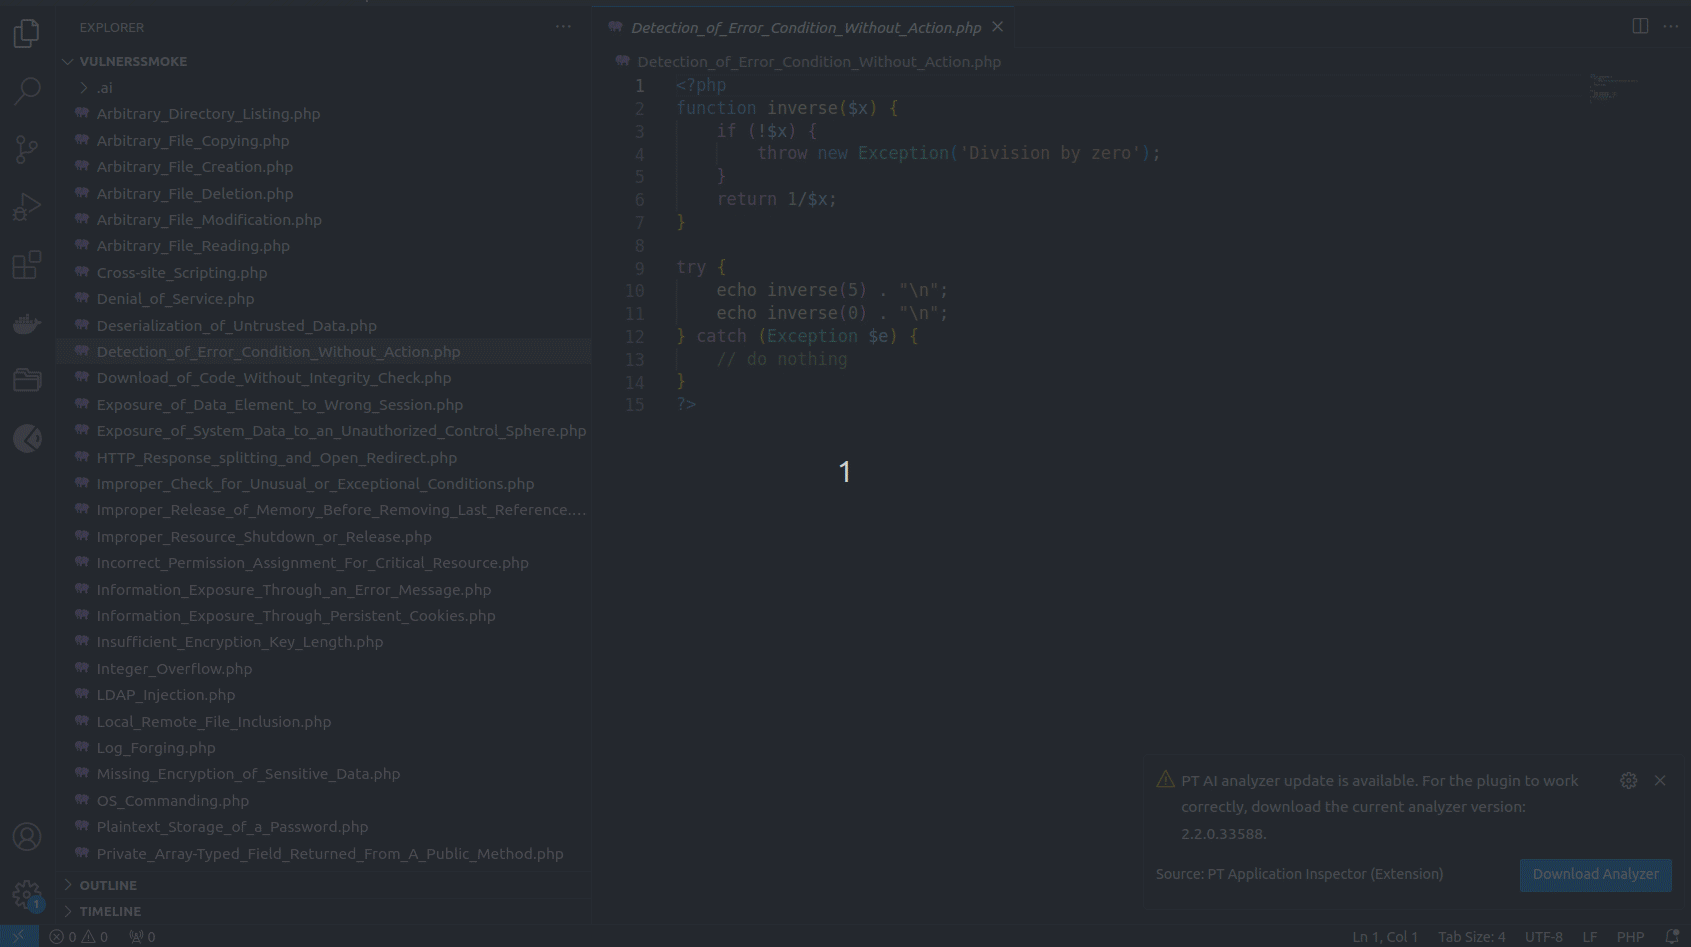 EXPLORER
VULNERSSMOKE
.ai
Arbitrary_Directory_Listing.php
Arbitrary_File_Copying.php
Arbitrary_File_Creation.php
Arbitrary_File_Deletion.php
Arbitrary_File_Modification.php
Arbitrary_File_Reading.php
Cross-site_Scripting.php
Denial_of_Service.php
Deserialization_of_Untrusted_Data.php
Detection_of_Error_Condition_Without_Action.php
Download_of_Code_Without_Integrity_Check.php
Exposure_of_Data_Element_to_Wrong_Session.php
Exposure_of_System_Data_to_an_Unauthorized_Control_Sphere.php
HTTP_Response_splitting_and_Open_Redirect.php
Improper_Check_for_Unusual_or_Exceptional_Conditions.php
Improper_Release_of_Memory_Before_Removing_Last_Reference....
Improper_Resource_Shutdown_or_Release.php
Incorrect_Permission_Assignment_For_Critical_Resource.php
Information_Exposure_Through_an_Error_Message.php
Information_Exposure_Through_Persistent_Cookies.php
Insufficient_Encryption_Key_Length.php
Integer_Overflow.php
LDAP_Injection.php
Local_Remote_File_Inclusion.php
Log_Forging.php
Missing_Encryption_of_Sensitive_Data.php
OS_Commanding.php
Plaintext_Storage_of_a_Password.php
Private_Array-Typed_Field_Returned_From_A_Public_Method.php
OUTLINE
TIMELINE
1
Detection_of_Error_Condition_Without_Action.php
Detection_of_Error_Condition_Without_Action.php
1 <?php
2 function inverse($x) {
3 if (!$x) {
4 throw new Exception('Division by zero');
5 }
6 return 1/$x;
7 }
8
9 try {
10 echo inverse(5) . "\n";
11 echo inverse(0) . "\n";
12 } catch (Exception $e) {
13 // do nothing
14 }
15 ?>
1
PT AI analyzer update is available. For the plugin to work
correctly, download the current analyzer version:
2.2.0.33588.
Source: PT Application Inspector (Extension)
Download Analyzer
0 0 0
Ln 1, Col 1 Tab Size: 4 UTF-8 LF PHP